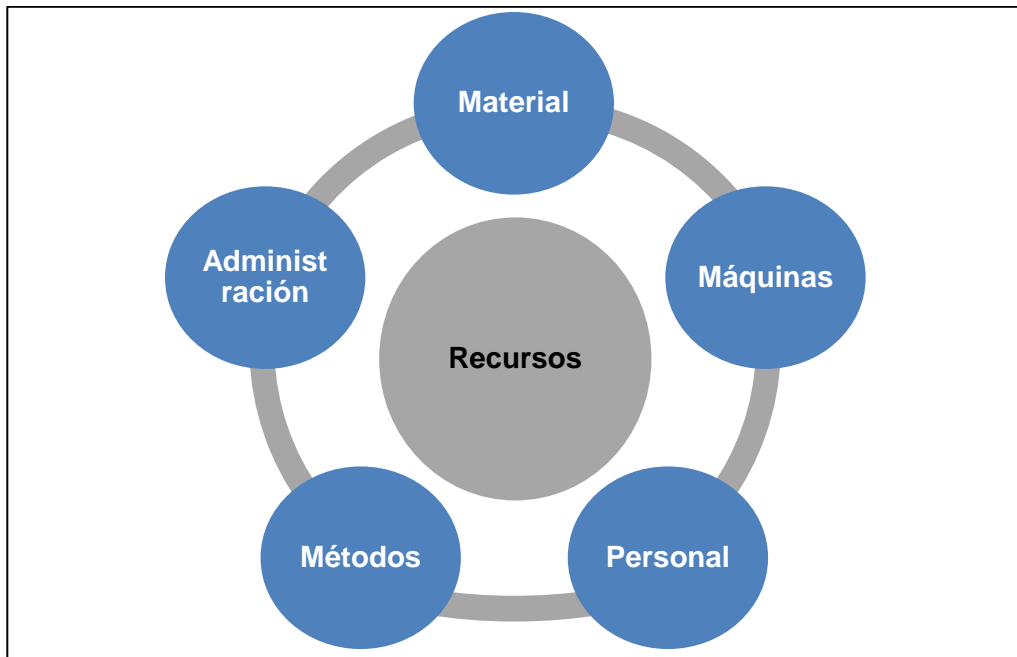 Material
Máquinas
Personal
Métodos
Administ
ración
Recursos